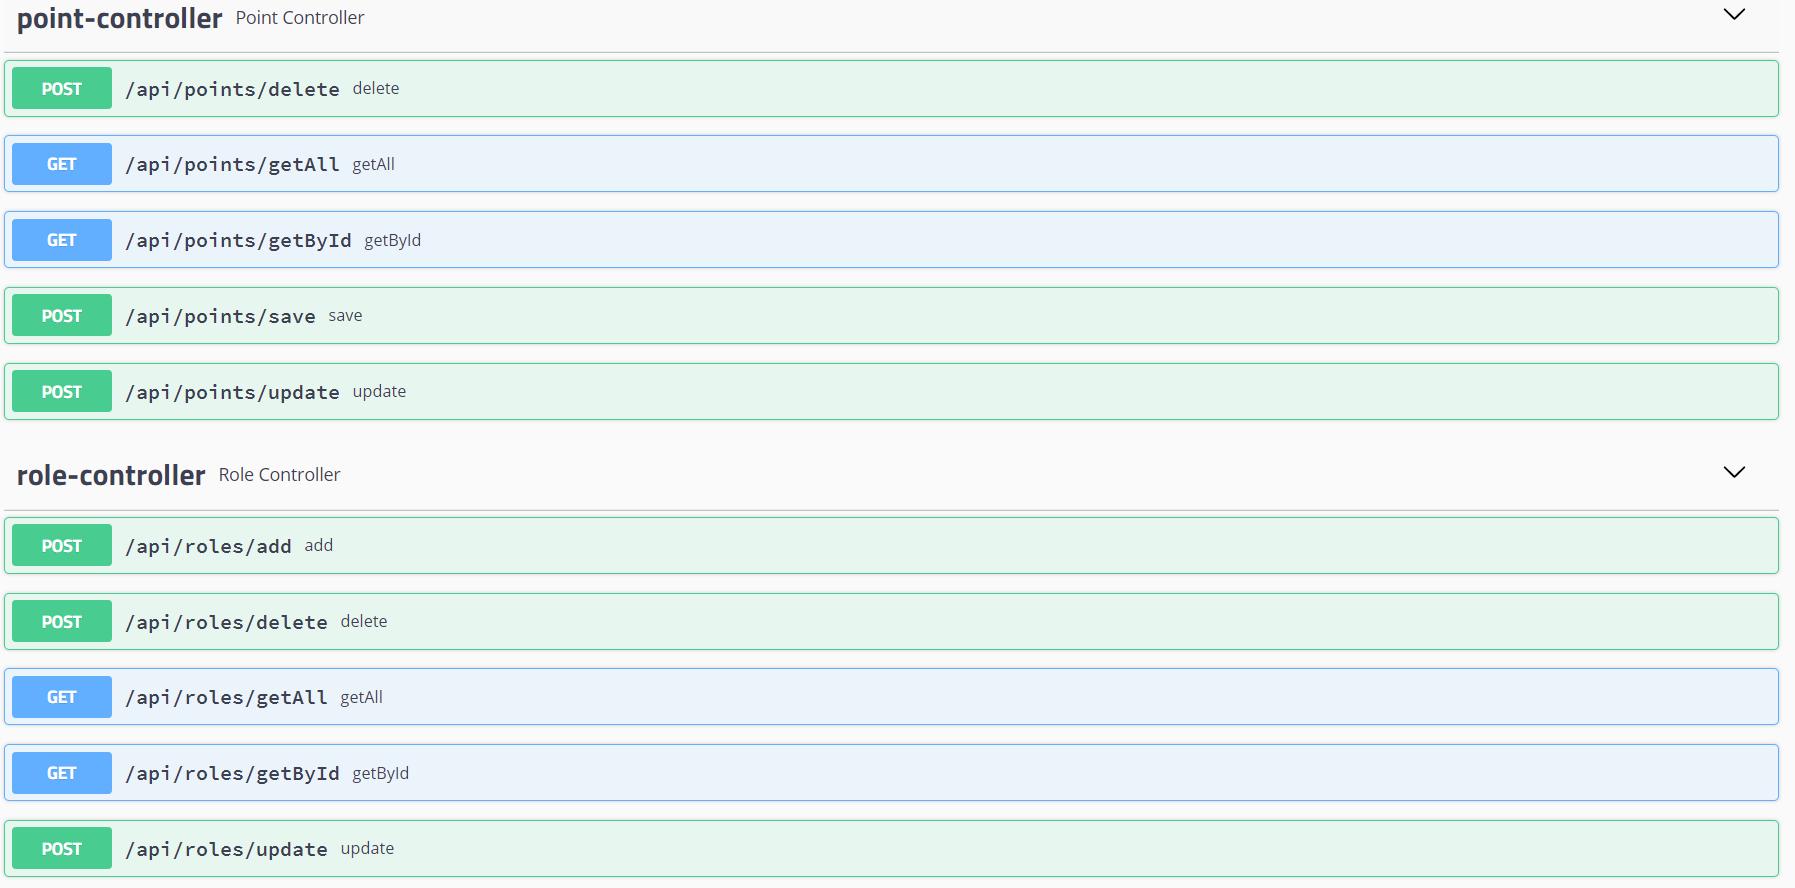 point-controller Point Controller
POST /api/points/delete delete
GET /api/points/getAll getAll
GET /api/points/getById getById
POST /api/points/save save
POST /api/points/update update
role-controller Role Controller
POST /api/roles/add add
POST /api/roles/delete delete
GET /api/roles/getAll getAll
GET /api/roles/getById getById
POST /api/roles/update update